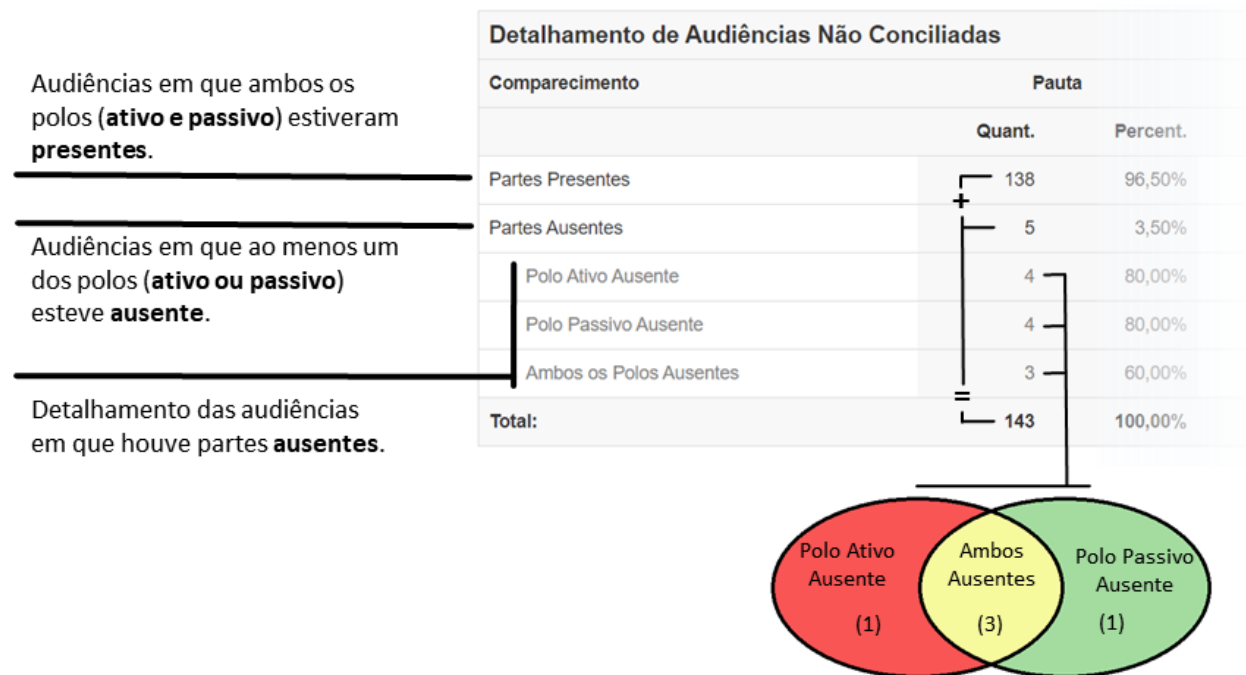 Detalhamento de Audiências Não Conciliadas
Comparecimento Pauta
Quant. Percent.
Partes Presentes 138 96,50%
+
Partes Ausentes 5 3,50%
Polo Ativo Ausente 4 80,00%
Polo Passivo Ausente 4 80,00%
Ambos os Polos Ausentes 3 60,00%
=
Total: 143 100,00%
Audiências em que ambos os
polos (ativo e passivo) estiveram
presentes.
Audiências em que ao menos um
dos polos (ativo ou passivo)
esteve ausente.
Detalhamento das audiências
em que houve partes ausentes.
Polo Ativo
Ausente
(1)
Ambos
Ausentes
(3)
Polo Passivo
Ausente
(1)